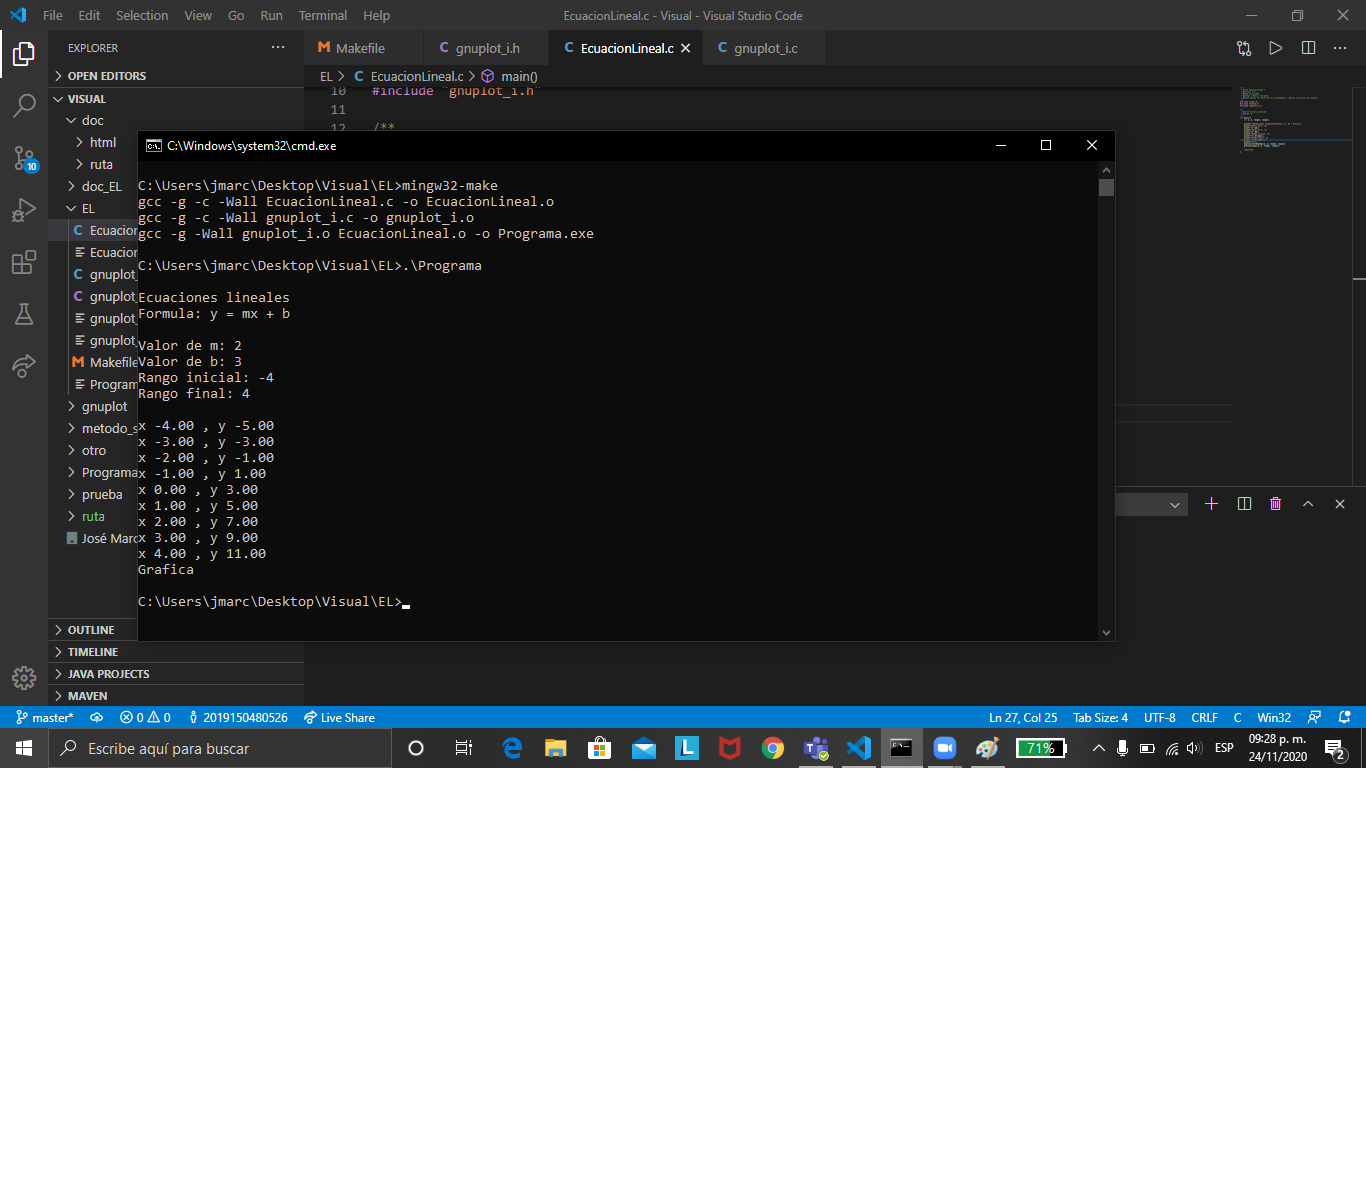 File Edit Selection View Go Run Terminal Help
EcuacionLineal.c - Visual - Visual Studio Code
EXPLORER
OPEN EDITORS
VISUAL
doc
html
ruta
doc_EL
EL
Ecuacion
Ecuacion
gnuplot_
gnuplot_
gnuplot_
gnuplot_
M Makefile
Program
gnuplot
metodo_s
otro
Programa
prueba
ruta
José Marc
OUTLINE
TIMELINE
JAVA PROJECTS
MAVEN
10
M Makefile
C gnuplot_i.h
C EcuacionLineal.c
C gnuplot_i.c
EL > C EcuacionLineal.c > main()
10 #include "gnuplot_i.h"
11
12 /**
C:\Windows\system32\cmd.exe
C:\Users\jmarc\Desktop\Visual\EL>mingw32-make
gcc -g -c -Wall EcuacionLineal.c -o EcuacionLineal.o
gcc -g -c -Wall gnuplot_i.c -o gnuplot_i.o
gcc -g -Wall gnuplot_i.o EcuacionLineal.o -o Programa.exe
C:\Users\jmarc\Desktop\Visual\EL>.\Programa
Ecuaciones lineales
Formula: y = mx + b
Valor de m: 2
Valor de b: 3
Rango inicial: -4
Rango final: 4
x -4.00 , y -5.00
x -3.00 , y -3.00
x -2.00 , y -1.00
x -1.00 , y 1.00
x 0.00 , y 3.00
x 1.00 , y 5.00
x 2.00 , y 7.00
x 3.00 , y 9.00
x 4.00 , y 11.00
Grafica
C:\Users\jmarc\Desktop\Visual\EL>
master* 0 0 2019150480526 Live Share
Ln 27, Col 25 Tab Size: 4 UTF-8 CRLF C Win32
Escribe aquí para buscar
L
71%
ESP
09:28 p. m.
24/11/2020
2